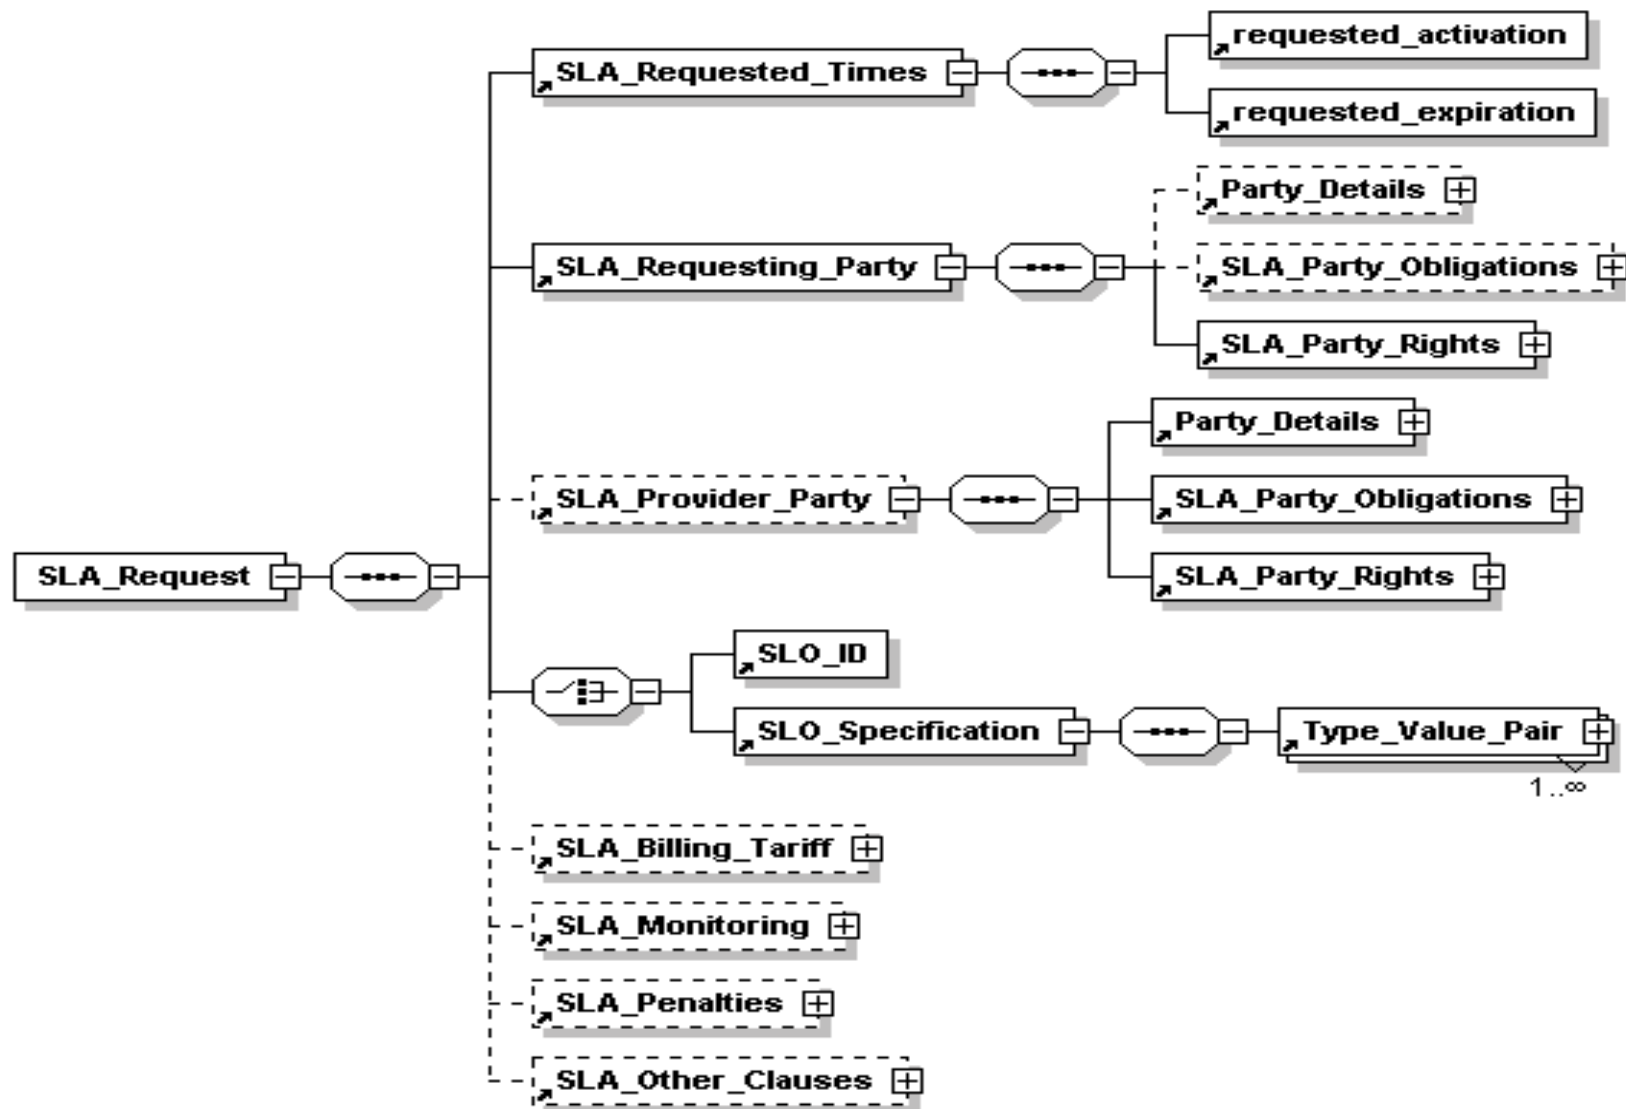 requested_activation
SLA_Requested_Times
requested_expiration
Party_Details
SLA_Requesting_Party
SLA_Party_Obligations
SLA_Party_Rights
Party_Details
SLA_Provider_Party
SLA_Party_Obligations
SLA_Request
SLA_Party_Rights
SLO_ID
SLO_Specification
Type_Value_Pair
1..∞
SLA_Billing_Tariff
SLA_Monitoring
SLA_Penalties
SLA_Other_Clauses